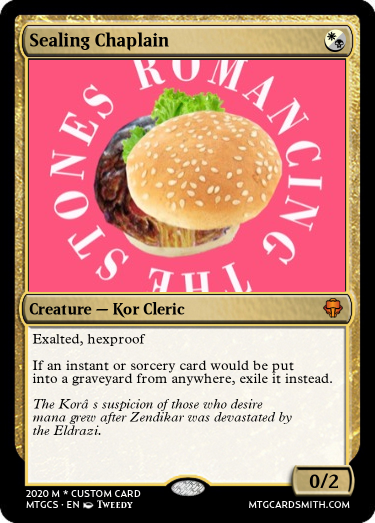 Sealing Chaplain
THE STONES ROMANCING
Creature — Kor Cleric
Exalted, hexproof
If an instant or sorcery card would be put
into a graveyard from anywhere, exile it instead.
The Korâ s suspicion of those who desire
mana grew after Zendikar was devastated by
the Eldrazi.
0/2
2020 M * CUSTOM CARD
MTGCS · EN Tweedy
MTGCARDSMITH.COM